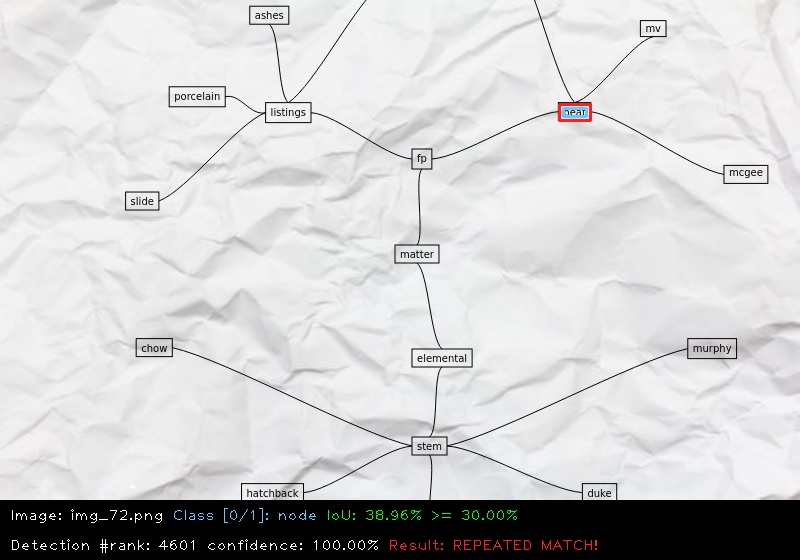 ashes
mv
porcelain
listings
fp
mcgee
slide
matter
chow
murphy
elemental
stem
hatchback
duke
Image: img_72.png Class [0/1]: node IoU: 38.96% >= 30.00%
Detection #rank: 4601 confidence: 100.00% Result: REPEATED MATCH!